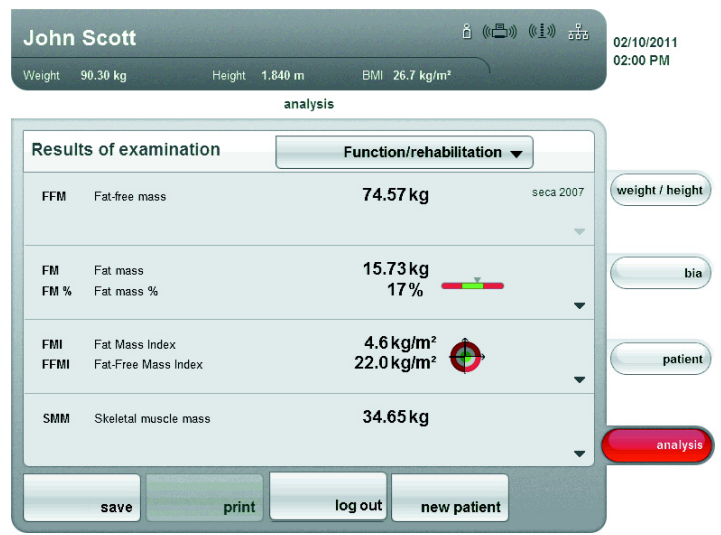 John Scott
Weight 90.30 kg Height 1.840 m BMI 26.7 kg/m²
02/10/2011
02:00 PM
analysis
Results of examination Function/rehabilitation
FFM Fat-free mass 74.57 kg seca 2007
FM Fat mass 15.73 kg
FM % Fat mass % 17 %
FMI Fat Mass Index 4.6 kg/m²
FFMI Fat-Free Mass Index 22.0 kg/m²
SMM Skeletal muscle mass 34.65 kg
weight / height
bia
patient
analysis
save print log out new patient